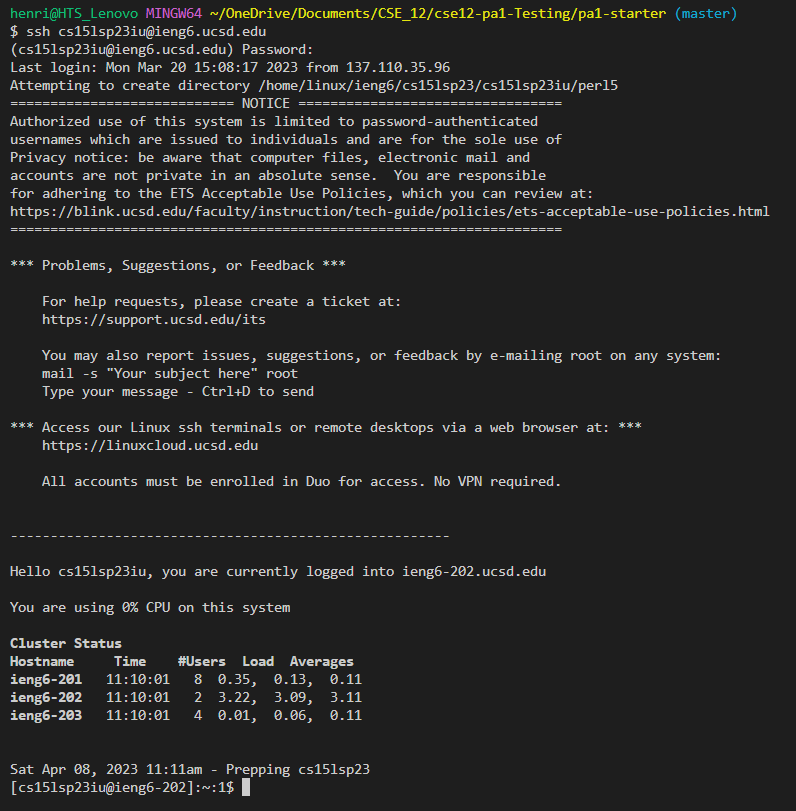 henri@HTS_Lenovo MINGW64 ~/OneDrive/Documents/CSE_12/cse12-pa1-Testing/pa1-starter (master)
$ ssh cs15lsp23iu@ieng6.ucsd.edu
(cs15lsp23iu@ieng6.ucsd.edu) Password:
Last login: Mon Mar 20 15:08:17 2023 from 137.110.35.96
Attempting to create directory /home/linux/ieng6/cs15lsp23/cs15lsp23iu/perl5
============================ NOTICE =================================
Authorized use of this system is limited to password-authenticated
usernames which are issued to individuals and are for the sole use of
Privacy notice: be aware that computer files, electronic mail and
accounts are not private in an absolute sense.  You are responsible
for adhering to the ETS Acceptable Use Policies, which you can review at:
https://blink.ucsd.edu/faculty/instruction/tech-guide/policies/ets-acceptable-use-policies.html
=====================================================================
*** Problems, Suggestions, or Feedback ***
    For help requests, please create a ticket at:
    https://support.ucsd.edu/its
    You may also report issues, suggestions, or feedback by e-mailing root on any system:
    mail -s "Your subject here" root
    Type your message - Ctrl+D to send
*** Access our Linux ssh terminals or remote desktops via a web browser at: ***
    https://linuxcloud.ucsd.edu
    All accounts must be enrolled in Duo for access. No VPN required.
-------------------------------------------------------
Hello cs15lsp23iu, you are currently logged into ieng6-202.ucsd.edu
You are using 0% CPU on this system
Cluster Status
Hostname     Time    #Users  Load  Averages
ieng6-201   11:10:01   8  0.35,  0.13,  0.11
ieng6-202   11:10:01   2  3.22,  3.09,  3.11
ieng6-203   11:10:01   4  0.01,  0.06,  0.11
Sat Apr 08, 2023 11:11am - Prepping cs15lsp23
[cs15lsp23iu@ieng6-202]:~:1$